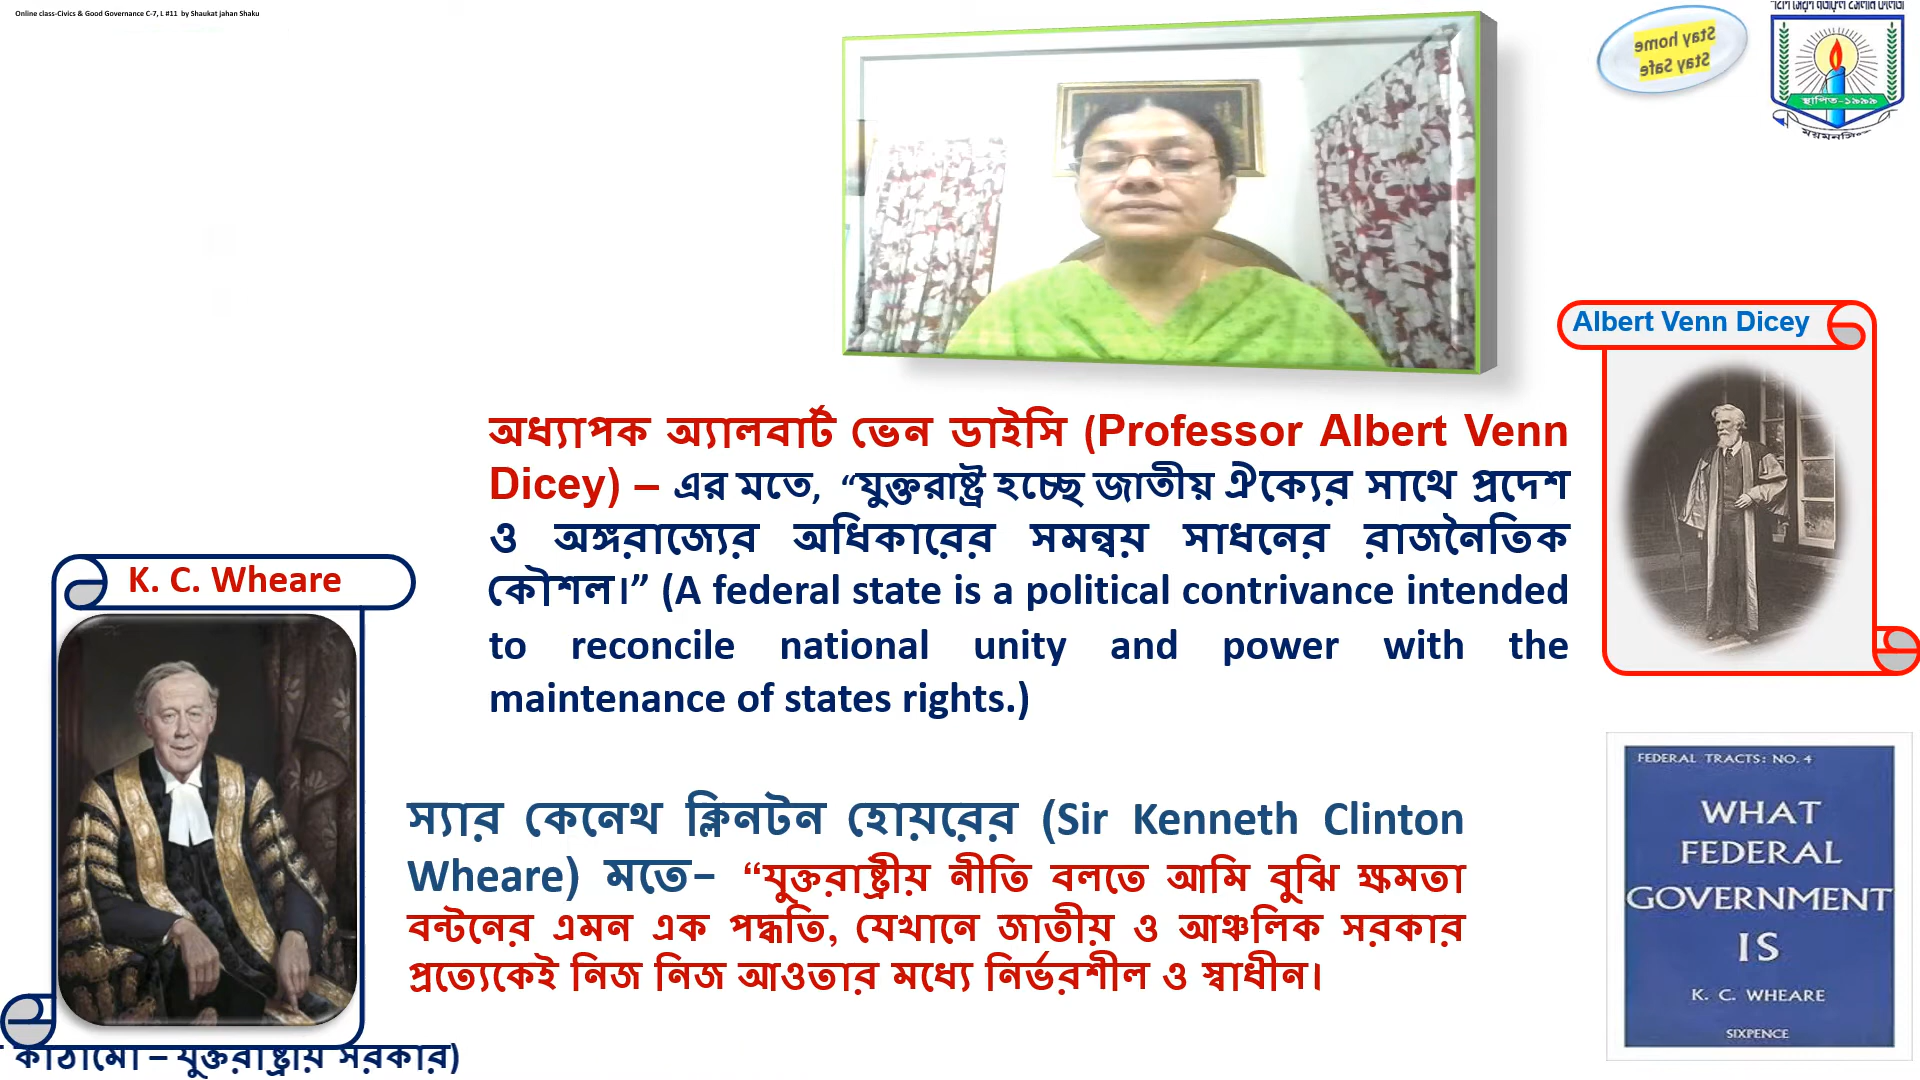 Online class-Civics & Good Governance C-7, L #11 by Shaukat jahan Shaku
Stay home
Stay Safe
স্থাপিত-১৯৯৯
Albert Venn Dicey
অধ্যাপক অ্যালবার্ট ভেন ডাইসি (Professor Albert Venn
Dicey) – এর মতে, “যুক্তরাষ্ট্র হচ্ছে জাতীয় ঐক্যের সাথে প্রদেশ
ও অঙ্গরাজ্যের অধিকারের সমন্বয় সাধনের রাজনৈতিক
কৌশল।” (A federal state is a political contrivance intended
to reconcile national unity and power with the
maintenance of states rights.)
K. C. Wheare
স্যার কেনেথ ক্লিনটন হোয়রের (Sir Kenneth Clinton
Wheare) মতে– “যুক্তরাষ্ট্রীয় নীতি বলতে আমি বুঝি ক্ষমতা
বন্টনের এমন এক পদ্ধতি, যেখানে জাতীয় ও আঞ্চলিক সরকার
প্রত্যেকেই নিজ নিজ আওতার মধ্যে নির্ভরশীল ও স্বাধীন।
FEDERAL TRACTS: NO. 4
WHAT
FEDERAL
GOVERNMENT
IS
K. C. WHEARE
SIXPENCE
কাঠামো – যুক্তরাষ্ট্রীয় সরকার)